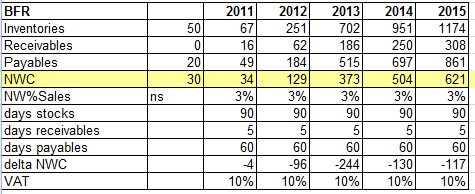 BFR 2011 2012 2013 2014 2015
Inventories 50 67 251 702 951 1174
Receivables 0 16 62 186 250 308
Payables 20 49 184 515 697 861
NWC 30 34 129 373 504 621
NW%Sales ns 3% 3% 3% 3% 3%
days stocks 90 90 90 90 90
days receivables 5 5 5 5 5
days payables 60 60 60 60 60
delta NWC -4 -96 -244 -130 -117
VAT 10% 10% 10% 10% 10%